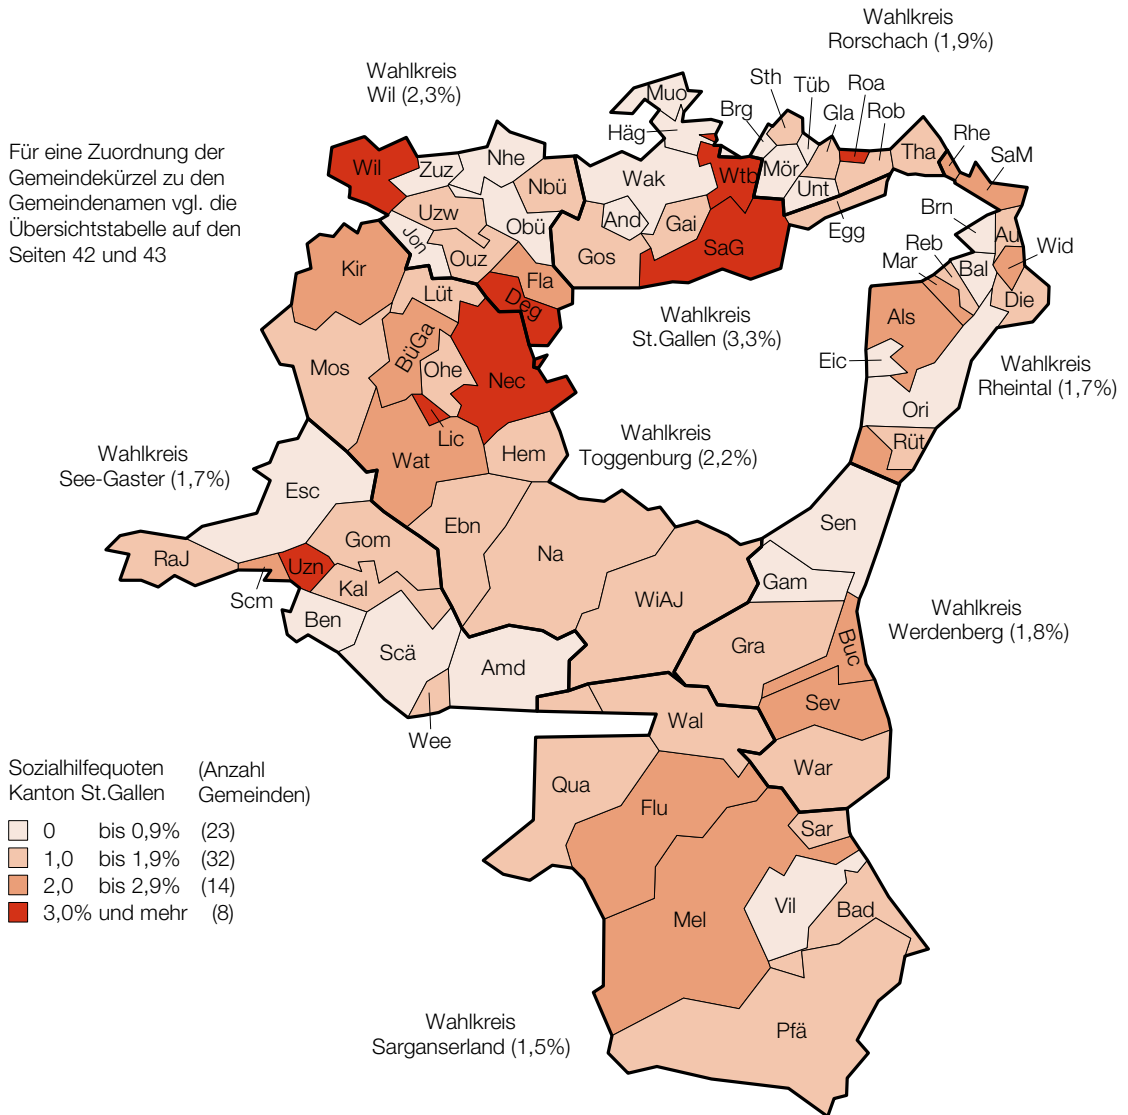 Wahlkreis
Rorschach (1,9%)
Wahlkreis
Wil (2,3%)
Für eine Zuordnung der
Gemeindekürzel zu den
Gemeindenamen vgl. die
Übersichtstabelle auf den
Seiten 42 und 43
Muo
Häg
Brg
Sth
Tüb
Gla
Roa
Rob
Tha
Rhe
SaM
Wil
Zuz
Nhe
Nbü
Wak
Wtb
Mör
Unt
Egg
Uzw
Jon
Obü
Ouz
And
Gai
Gos
SaG
Brn
Au
Wid
Reb
Mar
Bal
Die
Kir
Lüt
Fla
Deg
Wahlkreis
St.Gallen (3,3%)
Als
Eic
Wahlkreis
Rheintal (1,7%)
Mos
BüGa
Ohe
Nec
Ori
Rüt
Lic
Wat
Hem
Wahlkreis
Toggenburg (2,2%)
Wahlkreis
See-Gaster (1,7%)
Esc
Ebn
Na
Sen
RaJ
Gom
Uzn
Scm
Kal
WiAJ
Gam
Ben
Scä
Amd
Gra
Buc
Wahlkreis
Werdenberg (1,8%)
Wee
Wal
Sev
War
Sozialhilfequoten (Anzahl
Kanton St.Gallen Gemeinden)
0 bis 0,9% (23)
1,0 bis 1,9% (32)
2,0 bis 2,9% (14)
3,0% und mehr (8)
Qua
Flu
Sar
Mel
Vil
Bad
Pfä
Wahlkreis
Sarganserland (1,5%)